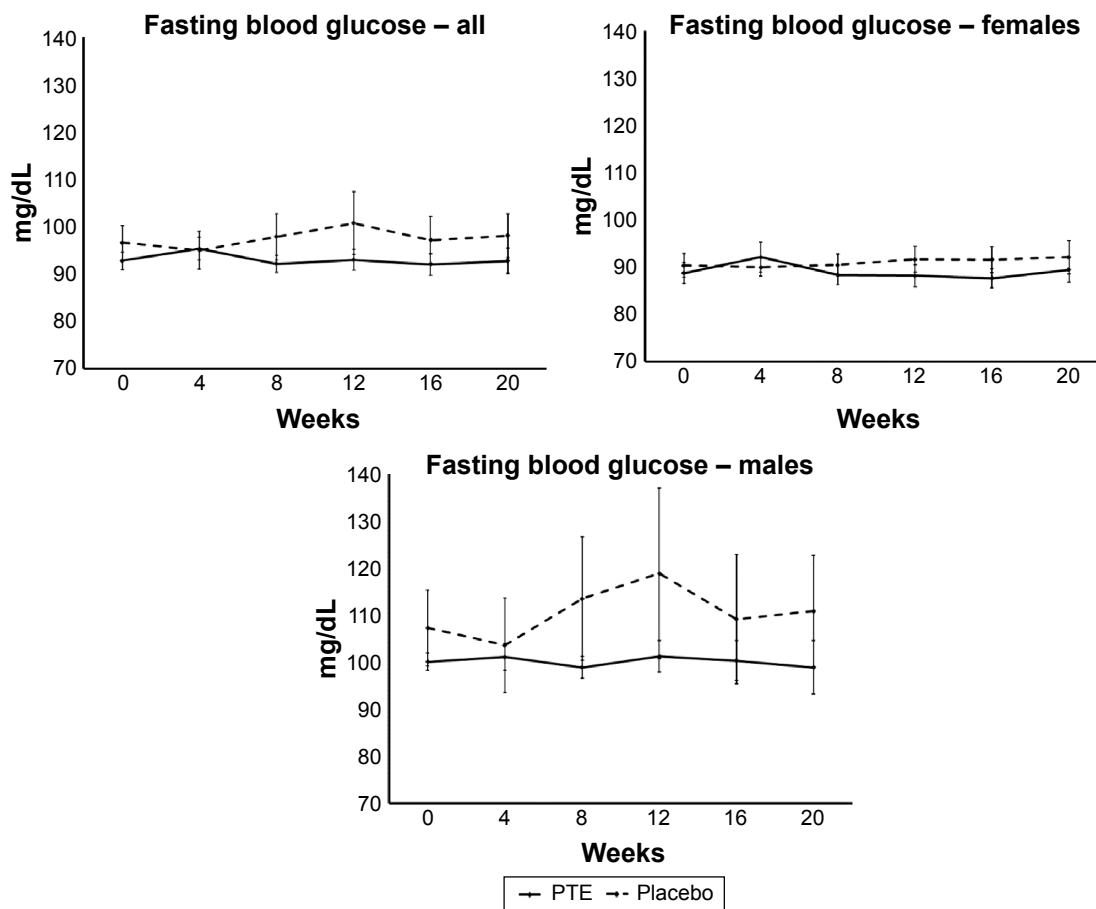 Fasting blood glucose – all
140
130
120
110
100
90
80
70
mg/dL
0 4 8 12 16 20
Weeks
Fasting blood glucose – females
140
130
120
110
100
90
80
70
mg/dL
0 4 8 12 16 20
Weeks
Fasting blood glucose – males
140
130
120
110
100
90
80
70
mg/dL
0 4 8 12 16 20
Weeks
PTE Placebo